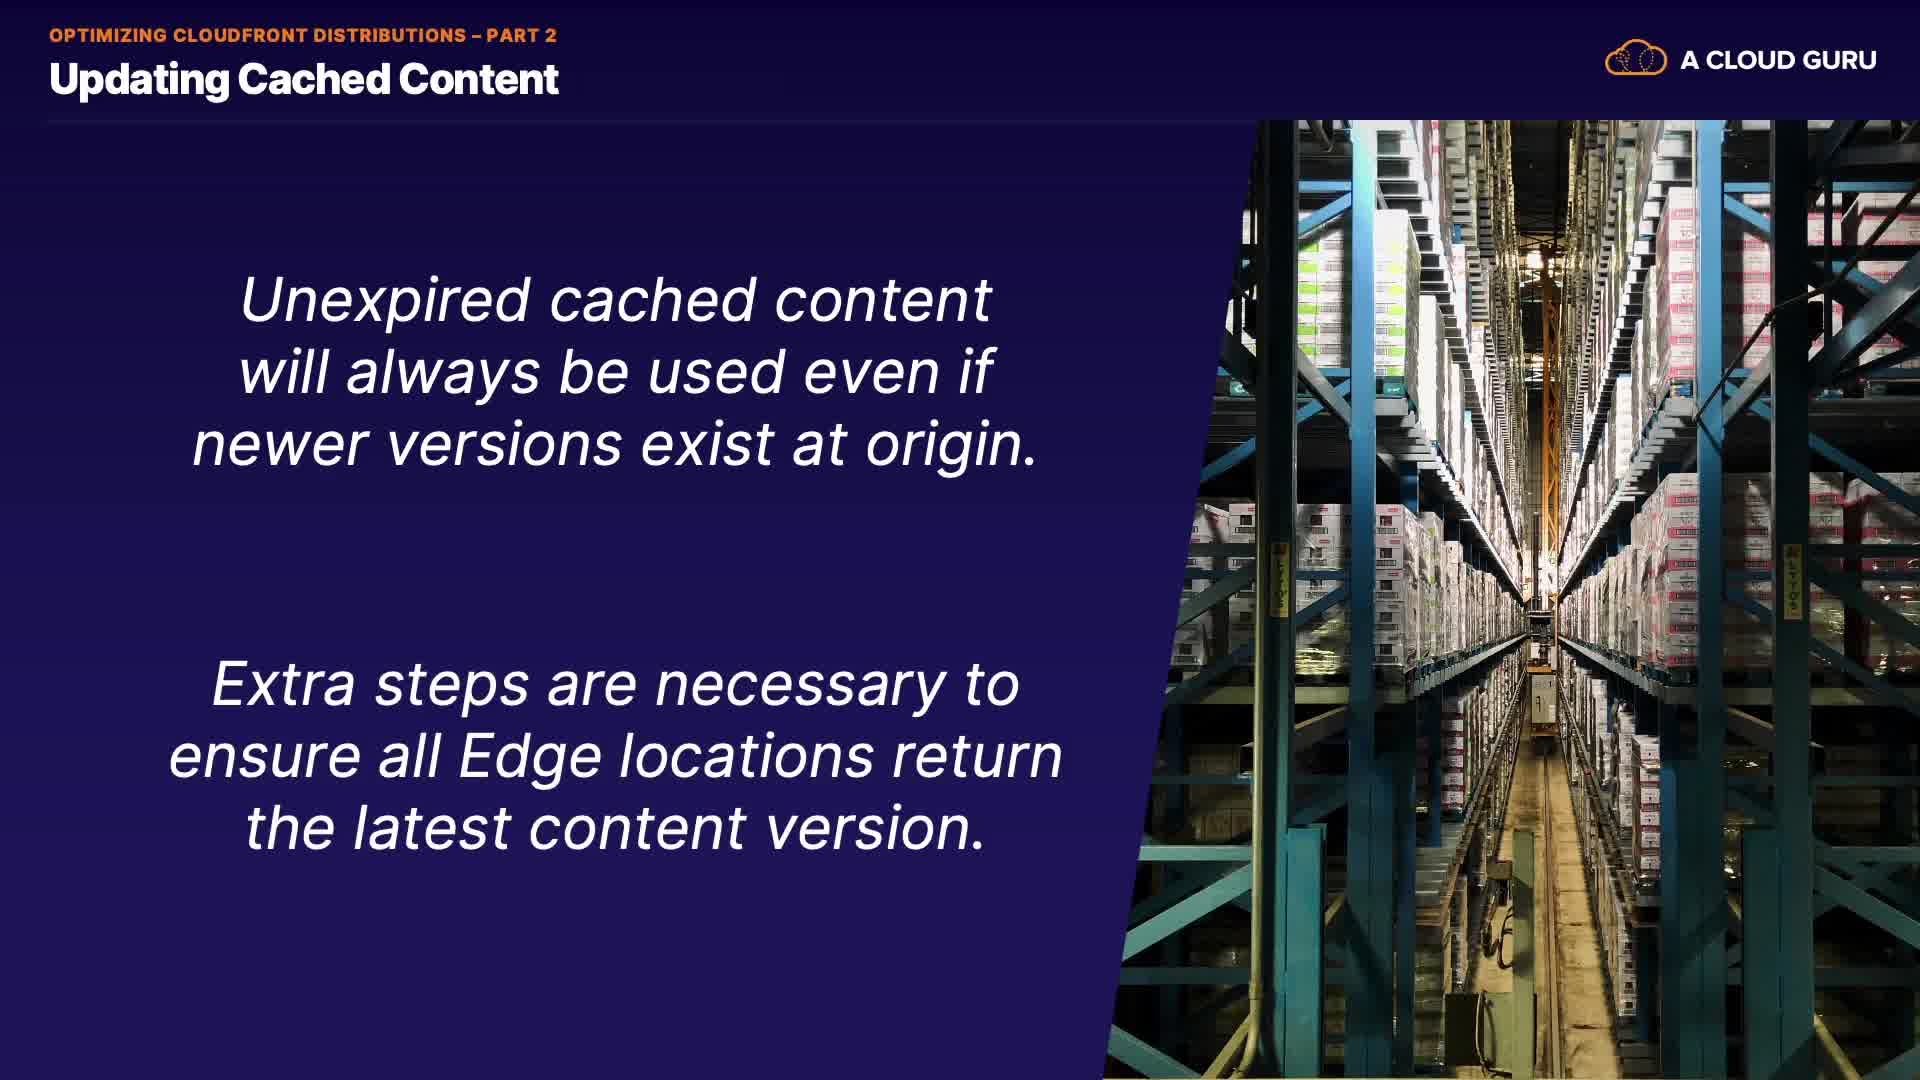 OPTIMIZING CLOUDFRONT DISTRIBUTIONS – PART 2
Updating Cached Content
A CLOUD GURU
Unexpired cached content
will always be used even if
newer versions exist at origin.
Extra steps are necessary to
ensure all Edge locations return
the latest content version.